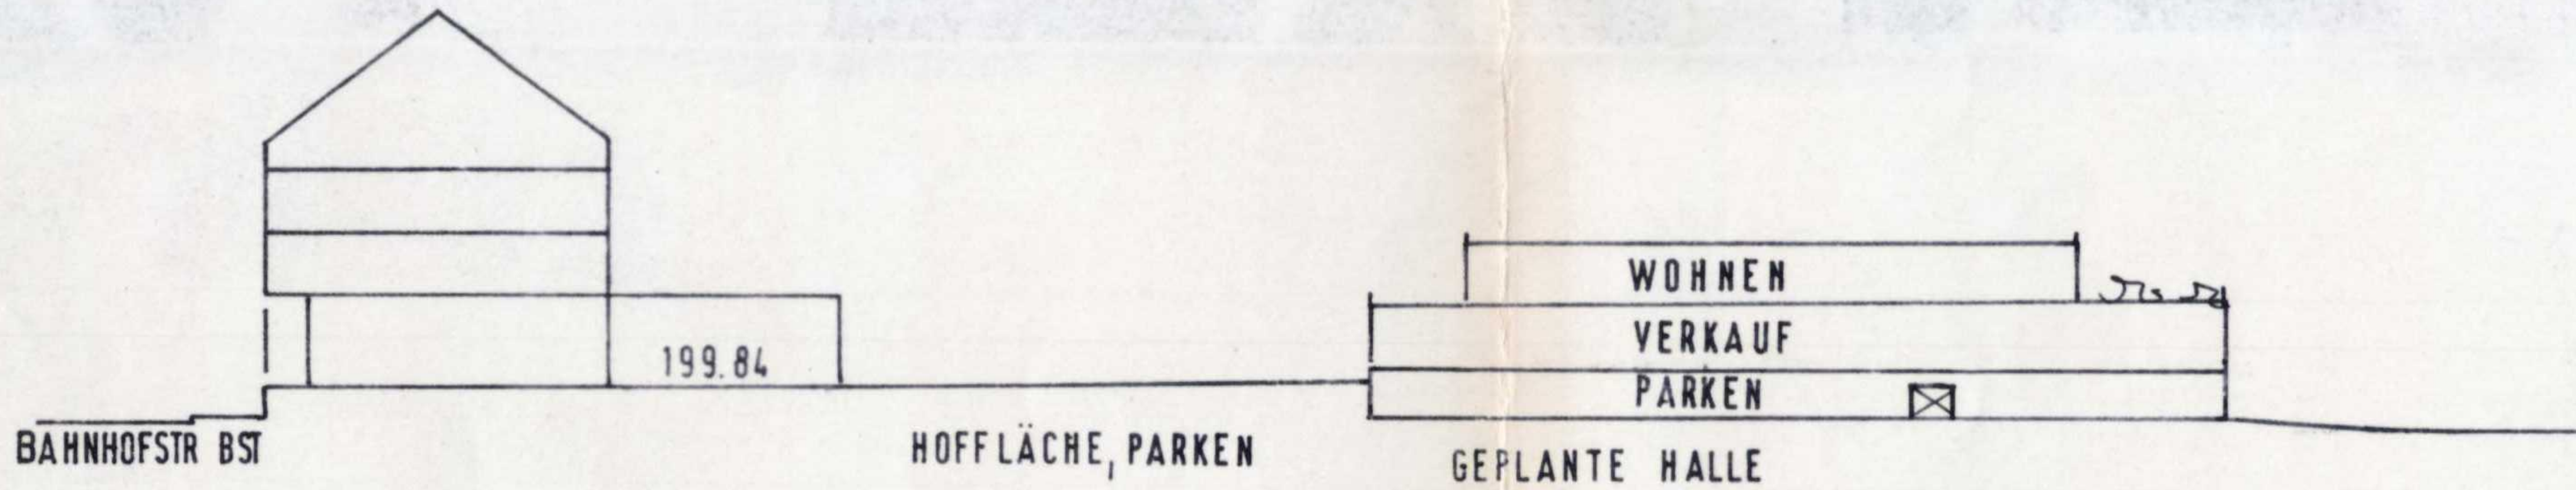 WOHNEN
VERKAUF
199.84
PARKEN
BAHNHOFSTR BST
HOFFLÄCHE, PARKEN
GEPLANTE HALLE